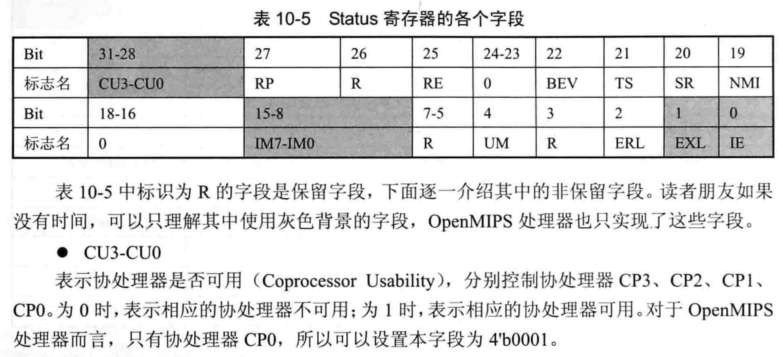 表 10-5 Status 寄存器的各个字段
Bit 31-28 27 26 25 24-23 22 21 20 19
标志名 CU3-CU0 RP R RE 0 BEV TS SR NMI
Bit 18-16 15-8 7-5 4 3 2 1 0
标志名 0 IM7-IM0 R UM R ERL EXL IE
表 10-5 中标识为 R 的字段是保留字段，下面逐一介绍其中的非保留字段。读者朋友如果
没有时间，可以只理解其中使用灰色背景的字段，OpenMIPS 处理器也只实现了这些字段。
● CU3-CU0
表示协处理器是否可用（Coprocessor Usability），分别控制协处理器 CP3、CP2、CP1、
CP0。为 0 时，表示相应的协处理器不可用；为 1 时，表示相应的协处理器可用。对于 OpenMIPS
处理器而言，只有协处理器 CP0，所以可以设置本字段为 4'b0001。